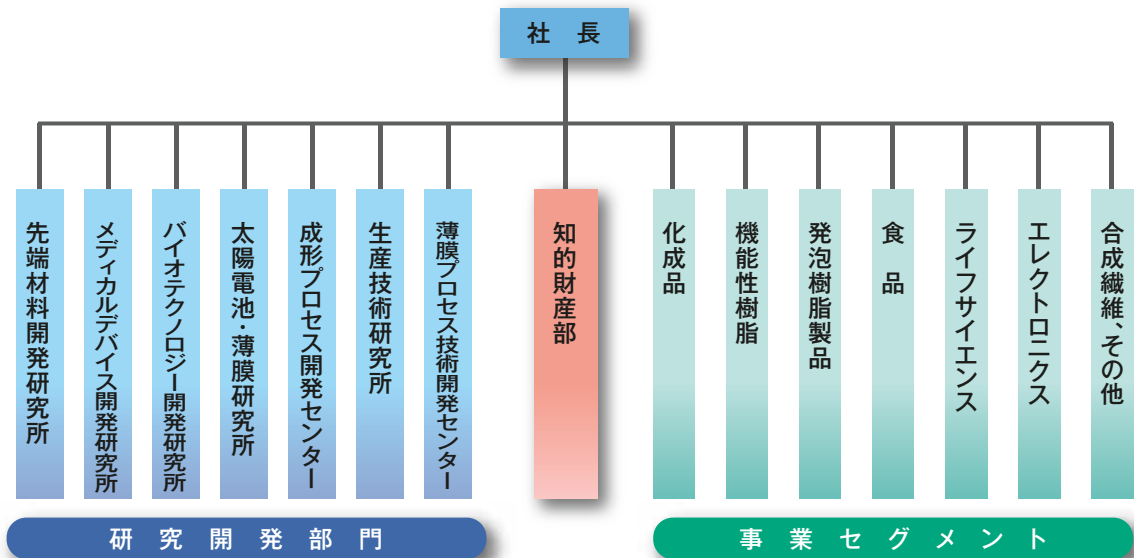 社長
先端材料開発研究所
メディカルデバイス開発研究所
バイオテクノロジー開発研究所
太陽電池・薄膜研究所
成形プロセス開発センター
生産技術研究所
薄膜プロセス技術開発センター
知的財産部
化成品
機能性樹脂
発泡樹脂製品
食品
ライフサイエンス
エレクトロニクス
合成繊維、その他
研究開発部門
事業セグメント